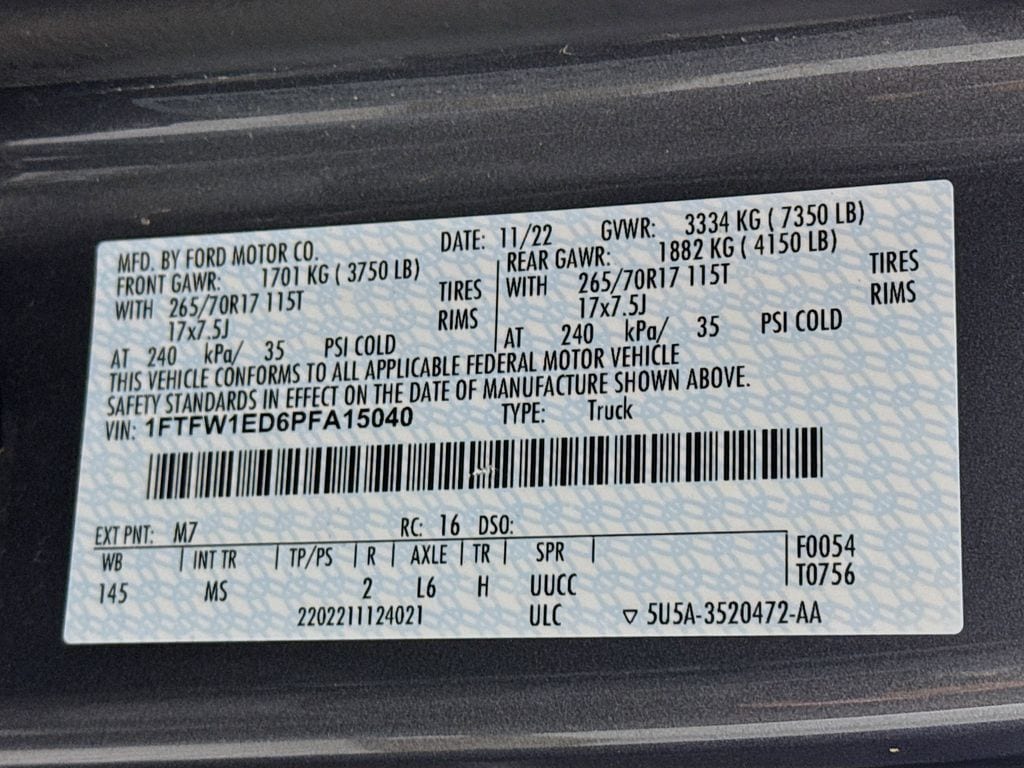 MFD. BY FORD MOTOR CO. DATE: 11/22 GVWR: 3334 KG ( 7350 LB)
FRONT GAWR: 1701 KG ( 3750 LB) REAR GAWR: 1882 KG ( 4150 LB)
WITH 265/70R17 115T TIRES WITH 265/70R17 115T TIRES
17x7.5J RIMS 17x7.5J RIMS
AT 240 kPa/ 35 PSI COLD AT 240 kPa/ 35 PSI COLD
THIS VEHICLE CONFORMS TO ALL APPLICABLE FEDERAL MOTOR VEHICLE
SAFETY STANDARDS IN EFFECT ON THE DATE OF MANUFACTURE SHOWN ABOVE.
VIN: 1FTFW1ED6PFA15040 TYPE: Truck
EXT PNT: M7 RC: 16 DSO:
WB INT TR TP/PS R AXLE TR SPR F0054
145 MS 2 L6 H UUCC T0756
2202211124021 ULC ▽ 5U5A-3520472-AA